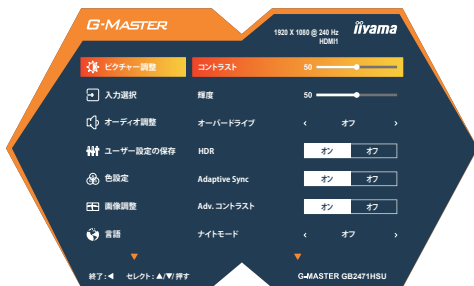 G-MASTER
1920 X 1080 @ 240 Hz
HDMI1
iiyama
ピクチャー調整
コントラスト 50
入力選択
輝度 50
オーディオ調整
オーバードライブ ‹ オフ ›
ユーザー設定の保存
HDR オン オフ
色設定
Adaptive Sync オン オフ
画像調整
Adv. コントラスト オン オフ
言語
ナイトモード ‹ オフ ›
終了:◀ セレクト:▲/▼/ 押す
G-MASTER GB2471HSU